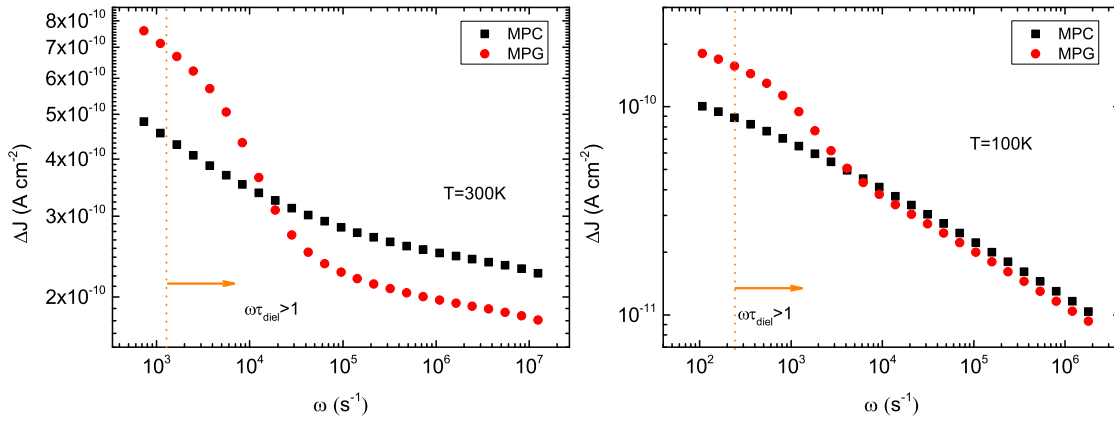 8x10⁻¹⁰
7x10⁻¹⁰
6x10⁻¹⁰
5x10⁻¹⁰
4x10⁻¹⁰
3x10⁻¹⁰
2x10⁻¹⁰
ΔJ (A cm⁻²)
MPC
MPG
T=300K
ωτdiel>1
10³ 10⁴ 10⁵ 10⁶ 10⁷
ω (s⁻¹)
10⁻¹⁰
10⁻¹¹
ΔJ (A cm⁻²)
MPC
MPG
T=100K
ωτdiel>1
10² 10³ 10⁴ 10⁵ 10⁶
ω (s⁻¹)